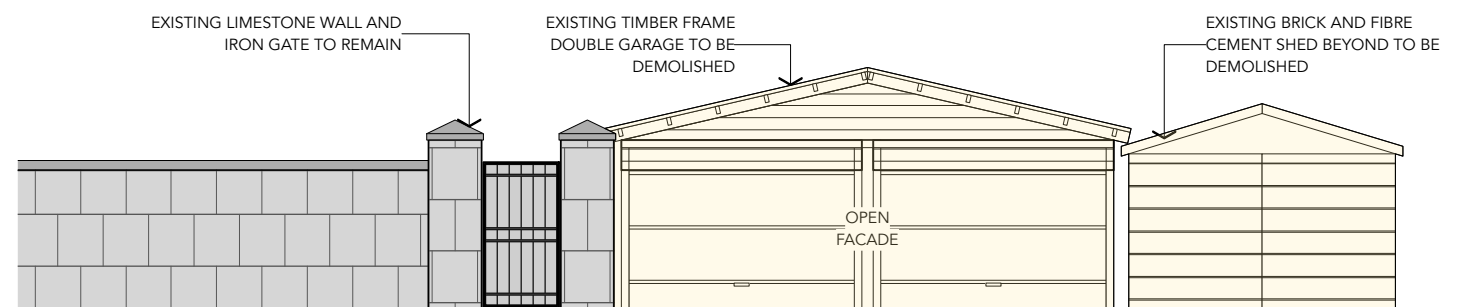 EXISTING LIMESTONE WALL AND
IRON GATE TO REMAIN
EXISTING TIMBER FRAME
DOUBLE GARAGE TO BE
DEMOLISHED
EXISTING BRICK AND FIBRE
CEMENT SHED BEYOND TO BE
DEMOLISHED
OPEN
FACADE